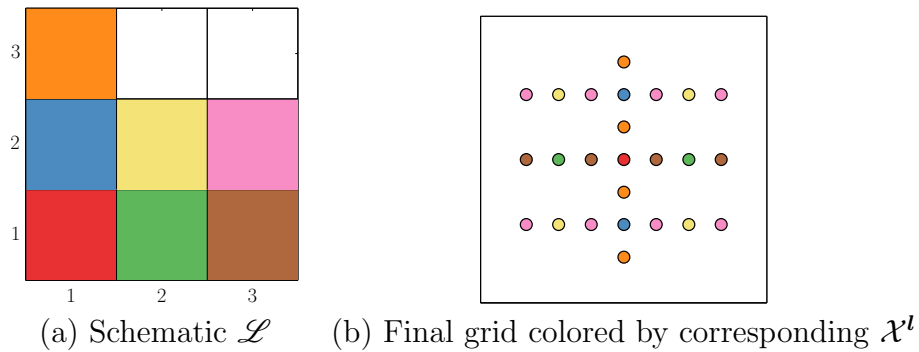 3
2
1
1 2 3
(a) Schematic ℒ
(b) Final grid colored by corresponding 𝒳^l